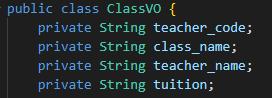 public class ClassVO {
    private String teacher_code;
    private String class_name;
    private String teacher_name;
    private String tuition;